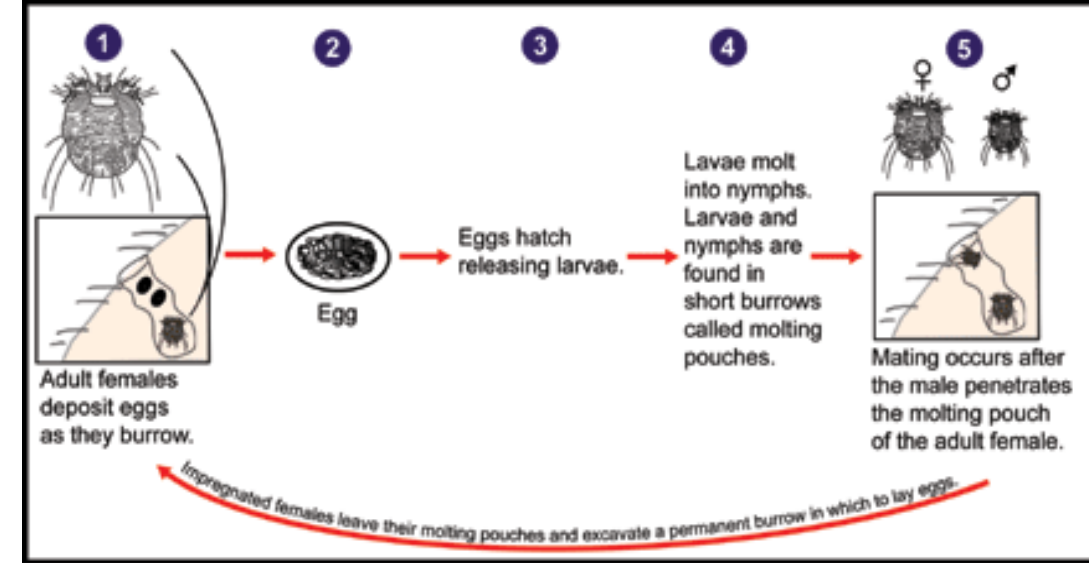 1
2
3
4
5
♀ ♂
Adult females
deposit eggs
as they burrow.
Egg
Eggs hatch
releasing larvae.
Lavae molt
into nymphs.
Larvae and
nymphs are
found in
short burrows
called molting
pouches.
Mating occurs after
the male penetrates
the molting pouch
of the adult female.
Impregnated females leave their molting pouches and excavate a permanent burrow in which to lay eggs.